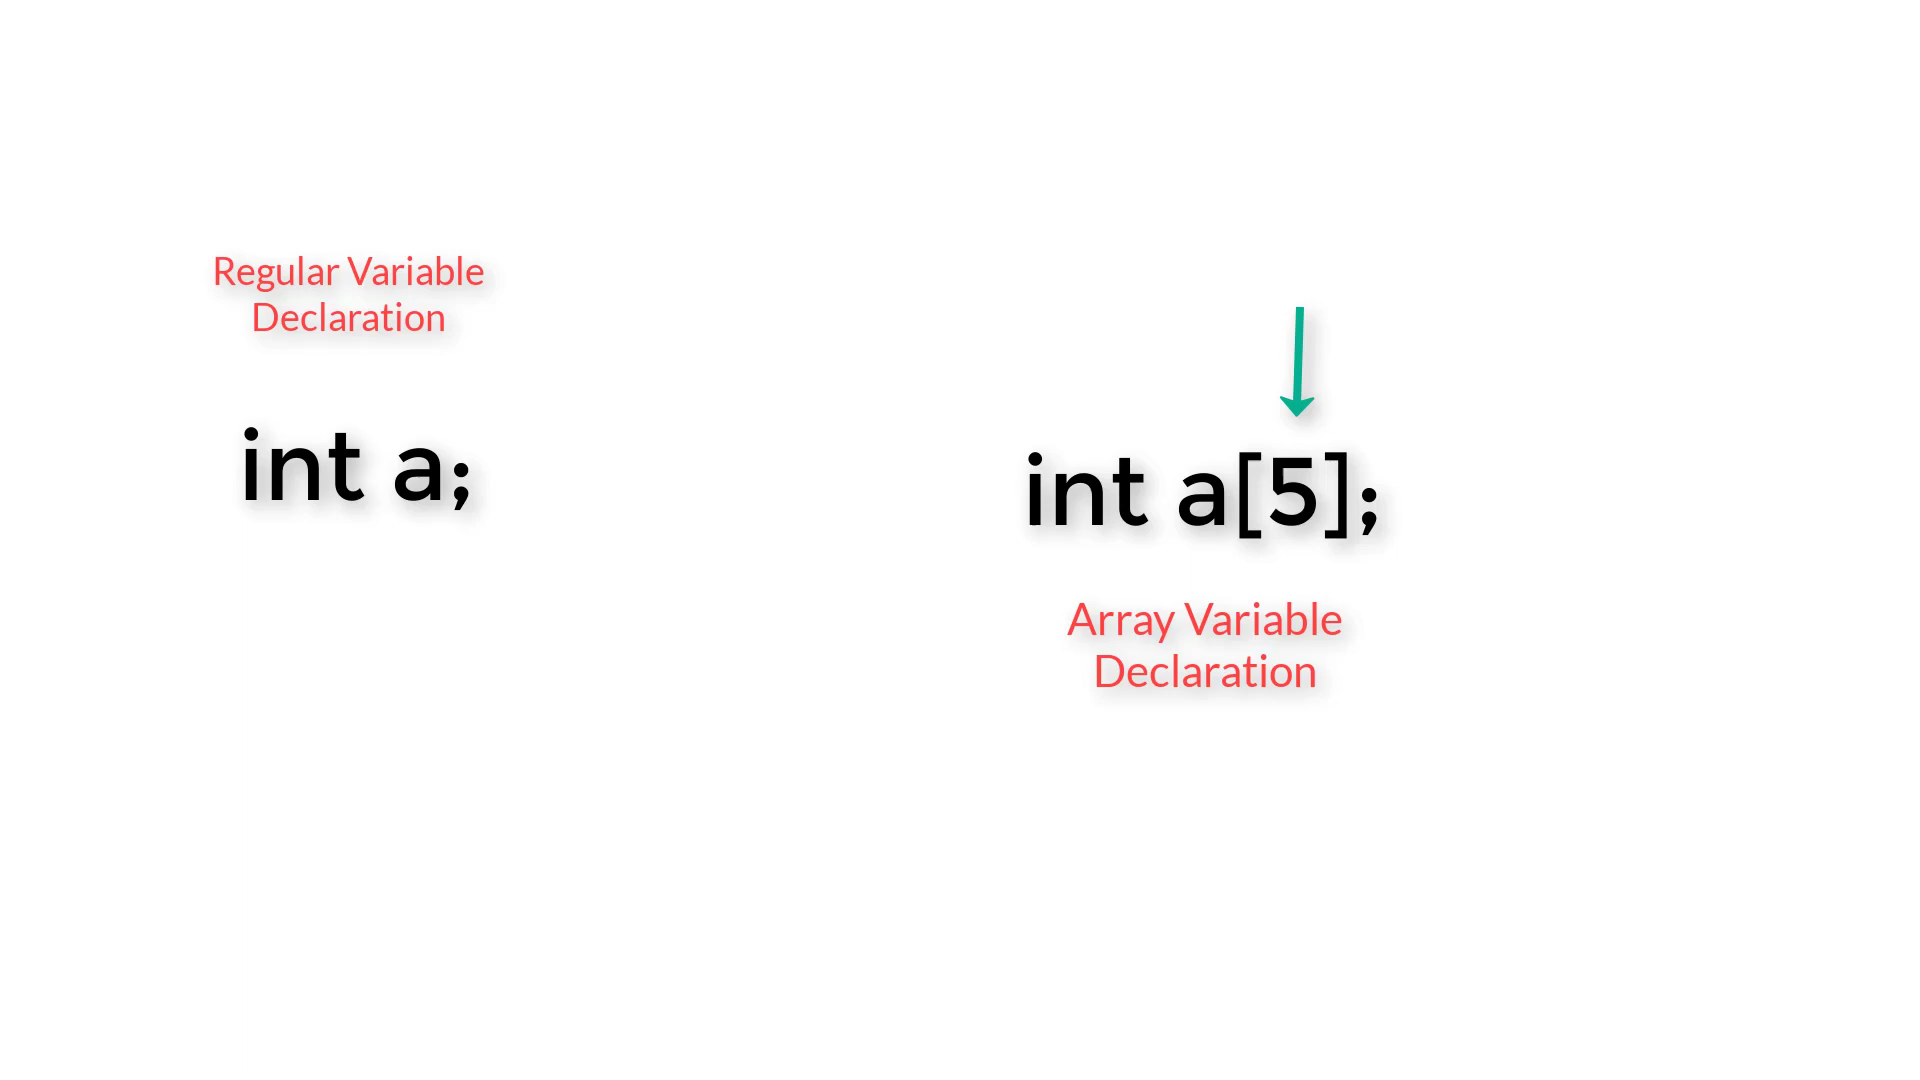 Regular Variable
Declaration
int a;
int a[5];
Array Variable
Declaration